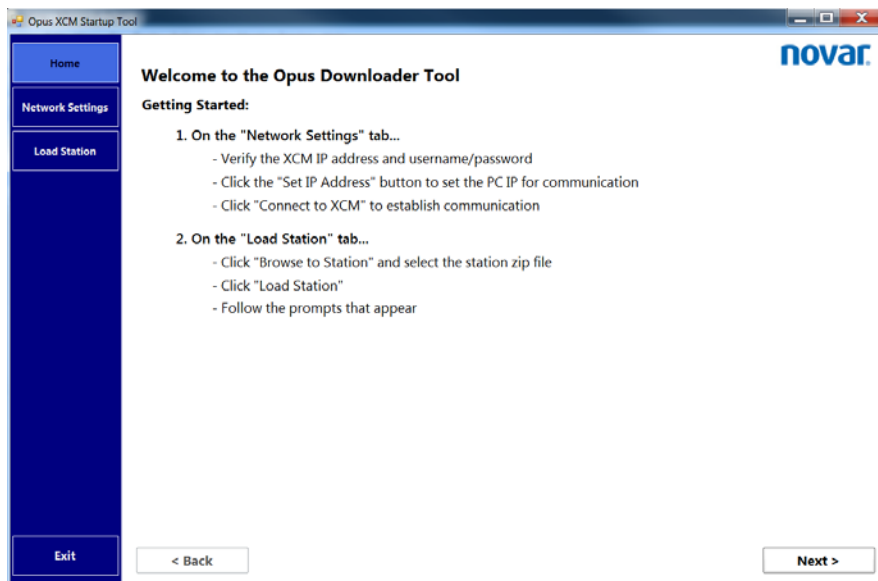 Opus XCM Startup Tool
novar.
Home
Network Settings
Load Station
Exit
Welcome to the Opus Downloader Tool
Getting Started:
1. On the "Network Settings" tab...
- Verify the XCM IP address and username/password
- Click the "Set IP Address" button to set the PC IP for communication
- Click "Connect to XCM" to establish communication
2. On the "Load Station" tab...
- Click "Browse to Station" and select the station zip file
- Click "Load Station"
- Follow the prompts that appear
< Back
Next >